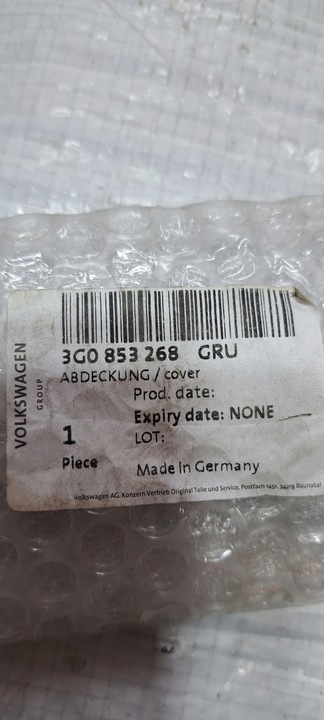 VOLKSWAGEN
GROUP
3G0 853 268 GRU
ABDECKUNG / cover
Prod. date:
Expiry date: NONE
1
LOT:
Piece
Made in Germany
Volkswagen AG, Konzern Vertrieb Original Teile und Service, Postfach 1451, 34219 Baunatal